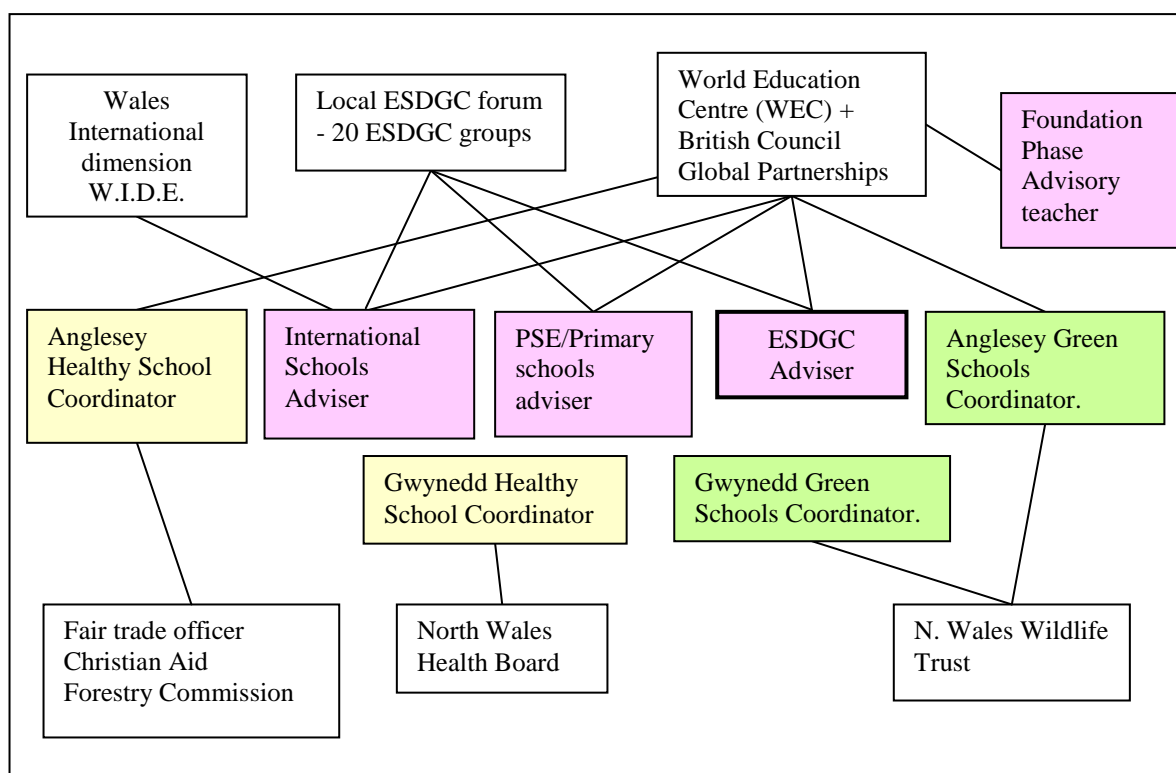 Wales
International
dimension
W.I.D.E.
Local ESDGC forum
- 20 ESDGC groups
World Education
Centre (WEC) +
British Council
Global Partnerships
Foundation
Phase
Advisory
teacher
Anglesey
Healthy School
Coordinator
International
Schools
Adviser
PSE/Primary
schools
adviser
ESDGC
Adviser
Anglesey Green
Schools
Coordinator.
Gwynedd Healthy
School Coordinator
Gwynedd Green
Schools Coordinator.
Fair trade officer
Christian Aid
Forestry Commission
North Wales
Health Board
N. Wales Wildlife
Trust